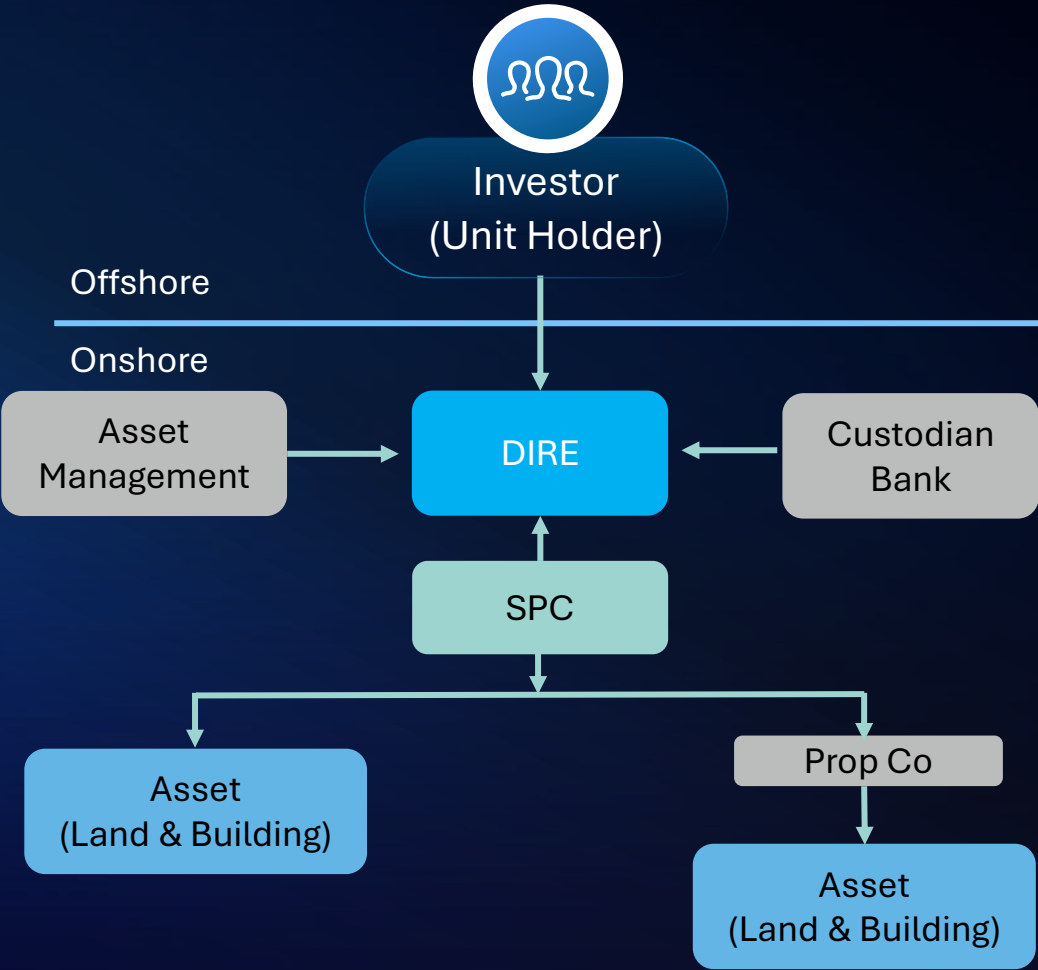 Investor
(Unit Holder)
Offshore
Onshore
Asset
Management
DIRE
Custodian
Bank
SPC
Asset
(Land & Building)
Prop Co
Asset
(Land & Building)